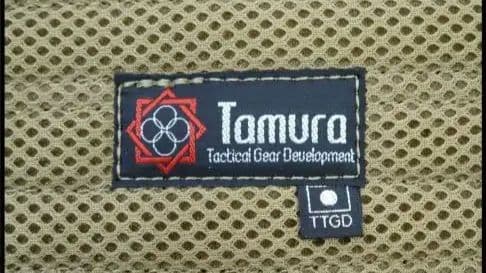 Tamura
Tactical Gear Development
TTGD